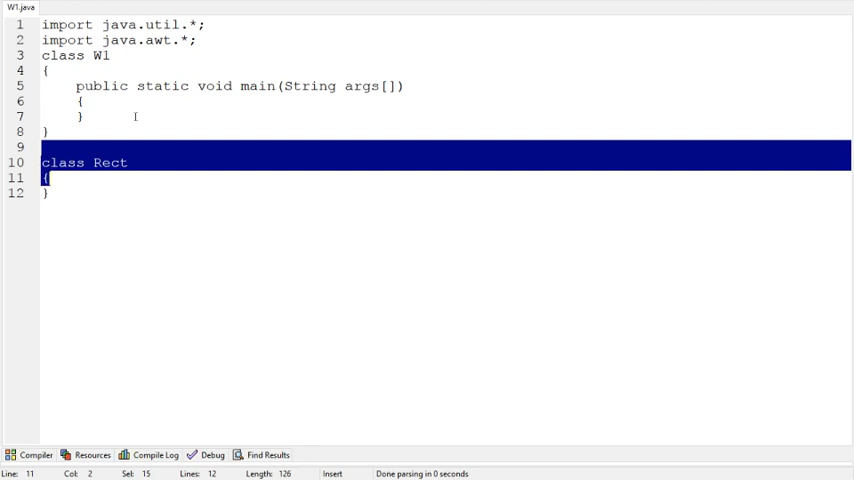 W1.java
1 import java.util.*;
2 import java.awt.*;
3 class W1
4 {
5 public static void main(String args[])
6 {
7 }
8 }
9
10 class Rect
11 {
12 }
Compiler Resources Compile Log Debug Find Results
Line: 11 Col: 2 Sel: 15 Lines: 12 Length: 126 Insert Done parsing in 0 seconds